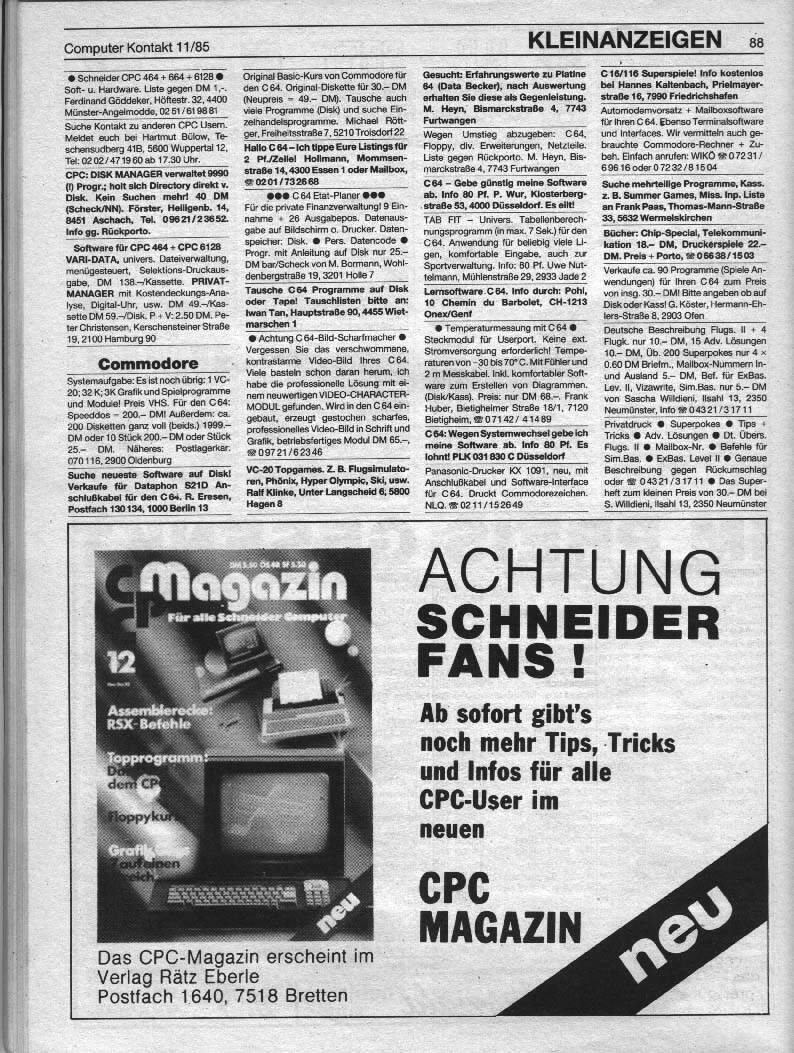 Computer Kontakt 11/85
KLEINANZEIGEN 88
● Schneider CPC 464 + 664 + 6128 ●
Soft- u. Hardware. Liste gegen DM 1,-.
Ferdinand Göddeker, Höftestr. 32, 4400
Münster-Angelmodde, 02 51/61 98 81
Suche Kontakt zu anderen CPC Usern.
Meldet euch bei Hartmut Bülow, Te-
schensudberg 41B, 5600 Wuppertal 12,
Tel: 02 02/47 19 60 ab 17.30 Uhr.
CPC: DISK MANAGER verwaltet 9990
(!) Progr.; holt sich Directory direkt v.
Disk. Kein Suchen mehr! 40 DM
(Scheck/NN). Förster, Heiligenb. 14,
8451 Aschach, Tel. 0 96 21/2 36 52.
Info gg. Rückporto.
Software für CPC 464 + CPC 6128
VARI-DATA, univers. Dateiverwaltung,
menügesteuert, Selektions-Druckaus-
gabe, DM 138.–/Kassette. PRIVAT-
MANAGER mit Kostendeckungs-Ana-
lyse, Digital-Uhr, usw. DM 49.–/Kas-
sette DM 59.–/Disk. P + V: 2.50 DM. Pe-
ter Christensen, Kerschensteiner Straße
19, 2100 Hamburg 90
Commodore
Systemaufgabe: Es ist noch übrig: 1 VC-
20; 32 K; 3K Grafik und Spielprogramme
und Module! Preis VHS. Für den C 64:
Speeddos = 200.– DM! Außerdem: ca.
200 Disketten ganz voll (beids.) 1999.–
DM oder 10 Stück 200.– DM oder Stück
25.– DM. Näheres: Postlagerkar.
070 116, 2900 Oldenburg
Suche neueste Software auf Disk!
Verkaufe für Dataphon S21D An-
schlußkabel für den C 64. R. Eresen,
Postfach 130 134, 1000 Berlin 13
Original Basic-Kurs von Commodore für
den C 64. Original-Diskette für 30.– DM
(Neupreis = 49.– DM). Tausche auch
viele Programme (Disk) und suche Ein-
zelhandelsprogramme. Michael Rött-
ger, Freiheitsstraße 7, 5210 Troisdorf 22
Hallo C 64 – Ich tippe Eure Listings für
2 Pf./Zeile! Hollmann, Mommsen-
straße 14, 4300 Essen 1 oder Mailbox,
☎ 02 01/73 26 68
●●● C 64 Etat-Planer ●●●
Für die private Finanzverwaltung! 9 Ein-
nahme + 26 Ausgabepos. Datenaus-
gabe auf Bildschirm o. Drucker. Daten-
speicher: Disk. ● Pers. Datencode ●
Progr. mit Anleitung auf Disk nur 25.–
DM bar/Scheck von M. Bormann, Wohl-
denbergstraße 19, 3201 Holle 7
Tausche C 64 Programme auf Disk
oder Tape! Tauschlisten bitte an:
Iwan Tan, Hauptstraße 90, 4455 Wiet-
marschen 1
● Achtung C 64-Bild-Scharfmacher ●
Vergessen Sie das verschwommene,
kontrastarme Video-Bild Ihres C 64.
Viele basteln schon daran herum, ich
habe die professionelle Lösung mit ei-
nem neuwertigen VIDEO-CHARACTER-
MODUL gefunden. Wird in den C 64 ein-
gebaut, erzeugt gestochen scharfes,
professionelles Video-Bild in Schrift und
Grafik, betriebsfertiges Modul DM 65.–,
☎ 0 97 21/6 23 46
VC-20 Topgames. Z. B. Flugsimulato-
ren, Phönix, Hyper Olympic, Ski, usw.
Ralf Klinke, Unter Langscheid 6, 5800
Hagen 8
Gesucht: Erfahrungswerte zu Platine
64 (Data Becker), nach Auswertung
erhalten Sie diese als Gegenleistung.
M. Heyn, Bismarckstraße 4, 7743
Furtwangen
Wegen Umstieg abzugeben: C 64,
Floppy, div. Erweiterungen, Netzteile.
Liste gegen Rückporto. M. Heyn, Bis-
marckstraße 4, 7743 Furtwangen
C 64 – Gebe günstig meine Software
ab. Info 80 Pf. P. Wur, Klosterberg-
straße 53, 4000 Düsseldorf. Es eilt!
TAB FIT – Univers. Tabellenberech-
nungsprogramm (in max. 7 Sek.) für den
C 64. Anwendung für beliebig viele Li-
gen, komfortable Eingabe, auch zur
Sportverwaltung. Info: 80 Pf. Uwe Nut-
telmann, Mühlenstraße 29, 2933 Jade 2
Lernsoftware C 64. Info durch: Pohl,
10 Chemin du Barbolet, CH-1213
Onex/Genf
● Temperaturmessung mit C 64 ●
Steckmodul für Userport. Keine ext.
Stromversorgung erforderlich! Tempe-
raturen von –30 bis 70° C. Mit Fühler und
2 m Messkabel. Inkl. komfortabler Soft-
ware zum Erstellen von Diagrammen.
(Disk/Kass). Preis: nur DM 68.–. Frank
Huber, Bietigheimer Straße 18/1, 7120
Bietigheim, ☎ 0 71 42/ 4 14 89
C 64: Wegen Systemwechsel gebe ich
meine Software ab. Info 80 Pf. Es
lohnt! PLK 031 830 C Düsseldorf
Panasonic-Drucker KX 1091, neu, mit
Anschlußkabel und Software-Interface
für C 64. Druckt Commodorezeichen.
NLQ. ☎ 02 11/15 26 49
C 16/116 Superspiele! Info kostenlos
bei Hannes Kaltenbach, Prielmayer-
straße 16, 7990 Friedrichshafen
Automodemvorsatz + Mailboxsoftware
für Ihren C 64. Ebenso Terminalsoftware
und Interfaces. Wir vermitteln auch ge-
brauchte Commodore-Rechner + Zu-
beh. Einfach anrufen: WIKO ☎ 0 72 31/
6 96 16 oder 0 72 32/8 15 04
Suche mehrteilige Programme, Kass.
z. B. Summer Games, Miss. Inp. Liste
an Frank Paas, Thomas-Mann-Straße
33, 5632 Wermelskirchen
Bücher: Chip-Special, Telekommuni-
kation 18.– DM, Druckerspiele 22.–
DM. Preis + Porto, ☎ 0 66 38/15 03
Verkaufe ca. 90 Programme (Spiele An-
wendungen) für Ihren C 64 zum Preis
von insg. 30.– DM! Bitte angeben ob auf
Disk oder Kass! G. Köster, Hermann-Eh-
lers-Straße 8, 2903 Ofen
Deutsche Beschreibung Flugs. II + 4
Flugk. nur 10.– DM, 15 Adv. Lösungen
10.– DM, Üb. 200 Superpokes nur 4 ×
0.60 DM Briefm., Mailbox-Nummern In-
und Ausland 5.– DM, Bef. für ExBas.
Lev. II, Vizawrite, Sim.Bas. nur 5.– DM
von Sascha Willdieni, Ilsahl 13, 2350
Neumünster, Info ☎ 0 43 21/3 17 11
Privatdruck ● Superpokes ● Tips +
Tricks ● Adv. Lösungen ● Dt. Übers.
Flugs. II ● Mailbox-Nr. ● Befehle für
Sim.Bas. ● ExBas. Level II ● Genaue
Beschreibung gegen Rückumschlag
oder ☎ 0 43 21/3 17 11 ● Das Super-
heft zum kleinen Preis von 30.– DM bei
S. Willdieni, Ilsahl 13, 2350 Neumünster
DM 5.50 ÖS 48 SF 5.50
CPC Magazin
Für alle Schneider Computer
12
Assemblerecke:
RSX-Befehle
Topprogramm:
dem CP
Floppykur
Grafik
auf einen
neu
Das CPC-Magazin erscheint im
Verlag Rätz Eberle
Postfach 1640, 7518 Bretten
ACHTUNG
SCHNEIDER
FANS !
Ab sofort gibt's
noch mehr Tips, Tricks
und Infos für alle
CPC-User im
neuen
CPC
MAGAZIN
neu